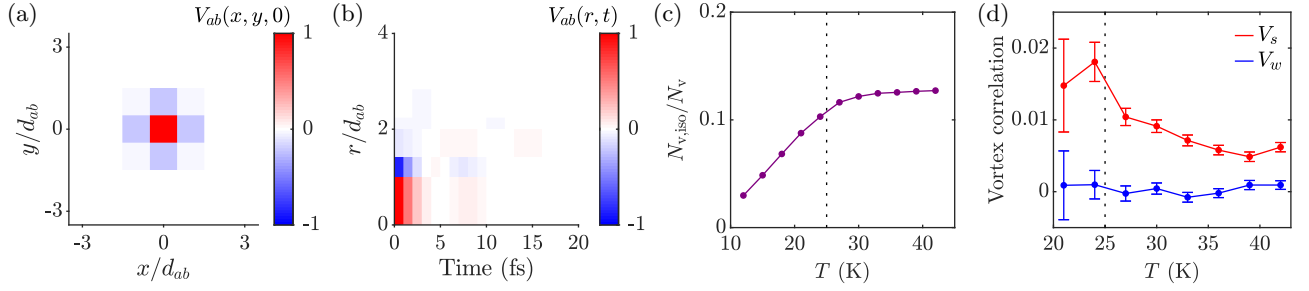 (a)
V_ab(x, y, 0)
3
0
-3
y/d_ab
-3
0
3
x/d_ab
1
0
-1
(b)
V_ab(r, t)
4
2
0
r/d_ab
0
5
10
15
20
Time (fs)
1
0
-1
(c)
0.2
0.1
0
N_v,iso/N_v
10
20
30
40
T (K)
(d)
V_s
V_w
0.02
0.01
0
Vortex correlation
20
25
30
35
40
T (K)